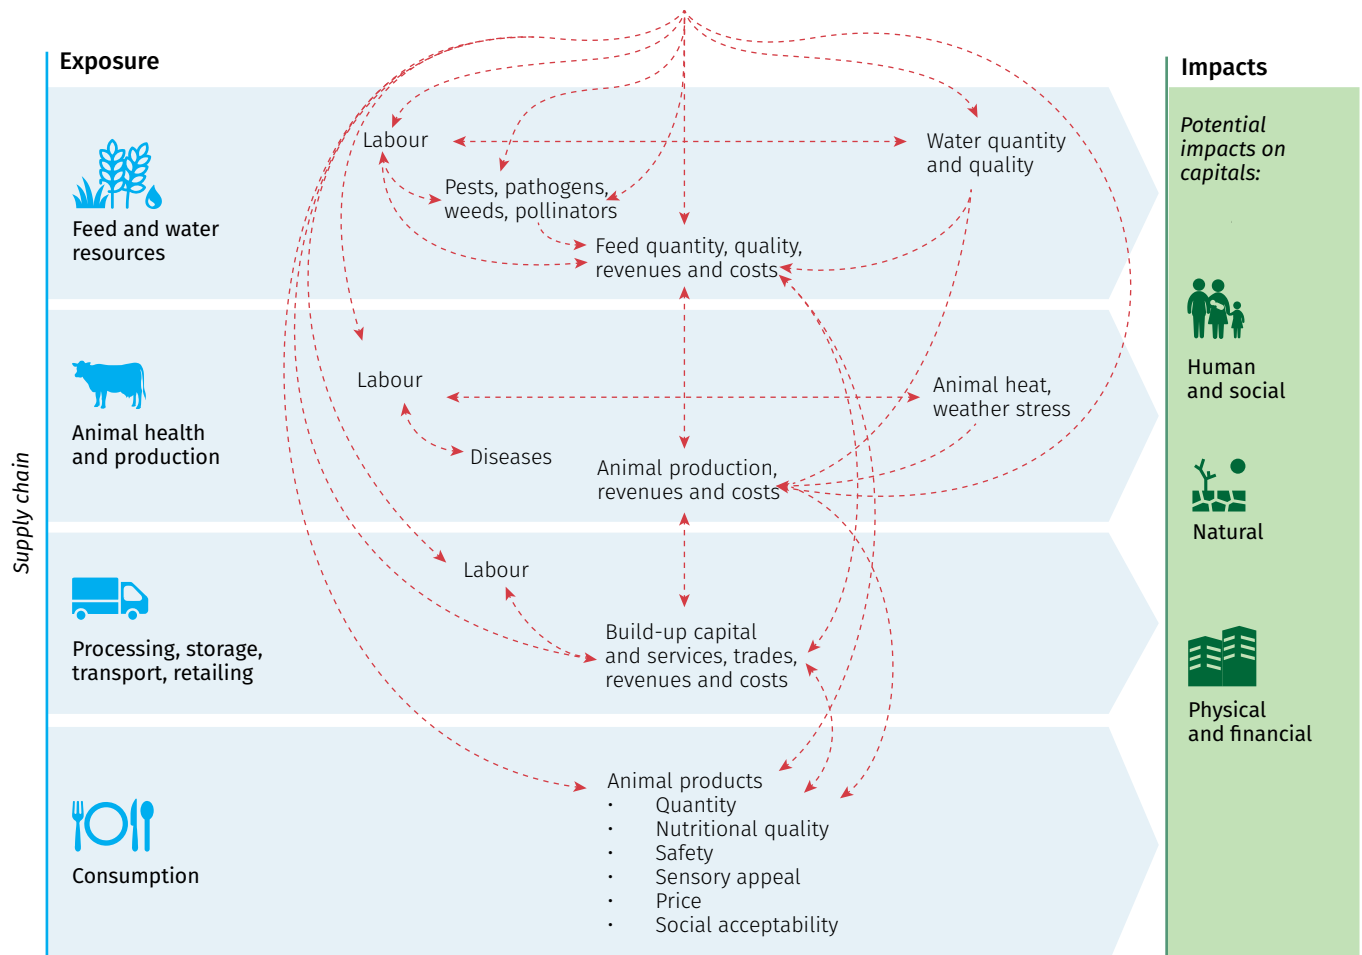 Exposure
Impacts
Supply chain
Feed and water
resources
Labour
Pests, pathogens,
weeds, pollinators
Water quantity
and quality
Feed quantity, quality,
revenues and costs
Animal health
and production
Labour
Diseases
Animal heat,
weather stress
Animal production,
revenues and costs
Processing, storage,
transport, retailing
Labour
Build-up capital
and services, trades,
revenues and costs
Consumption
Animal products
· Quantity
· Nutritional quality
· Safety
· Sensory appeal
· Price
· Social acceptability
Potential
impacts on
capitals:
Human
and social
Natural
Physical
and financial